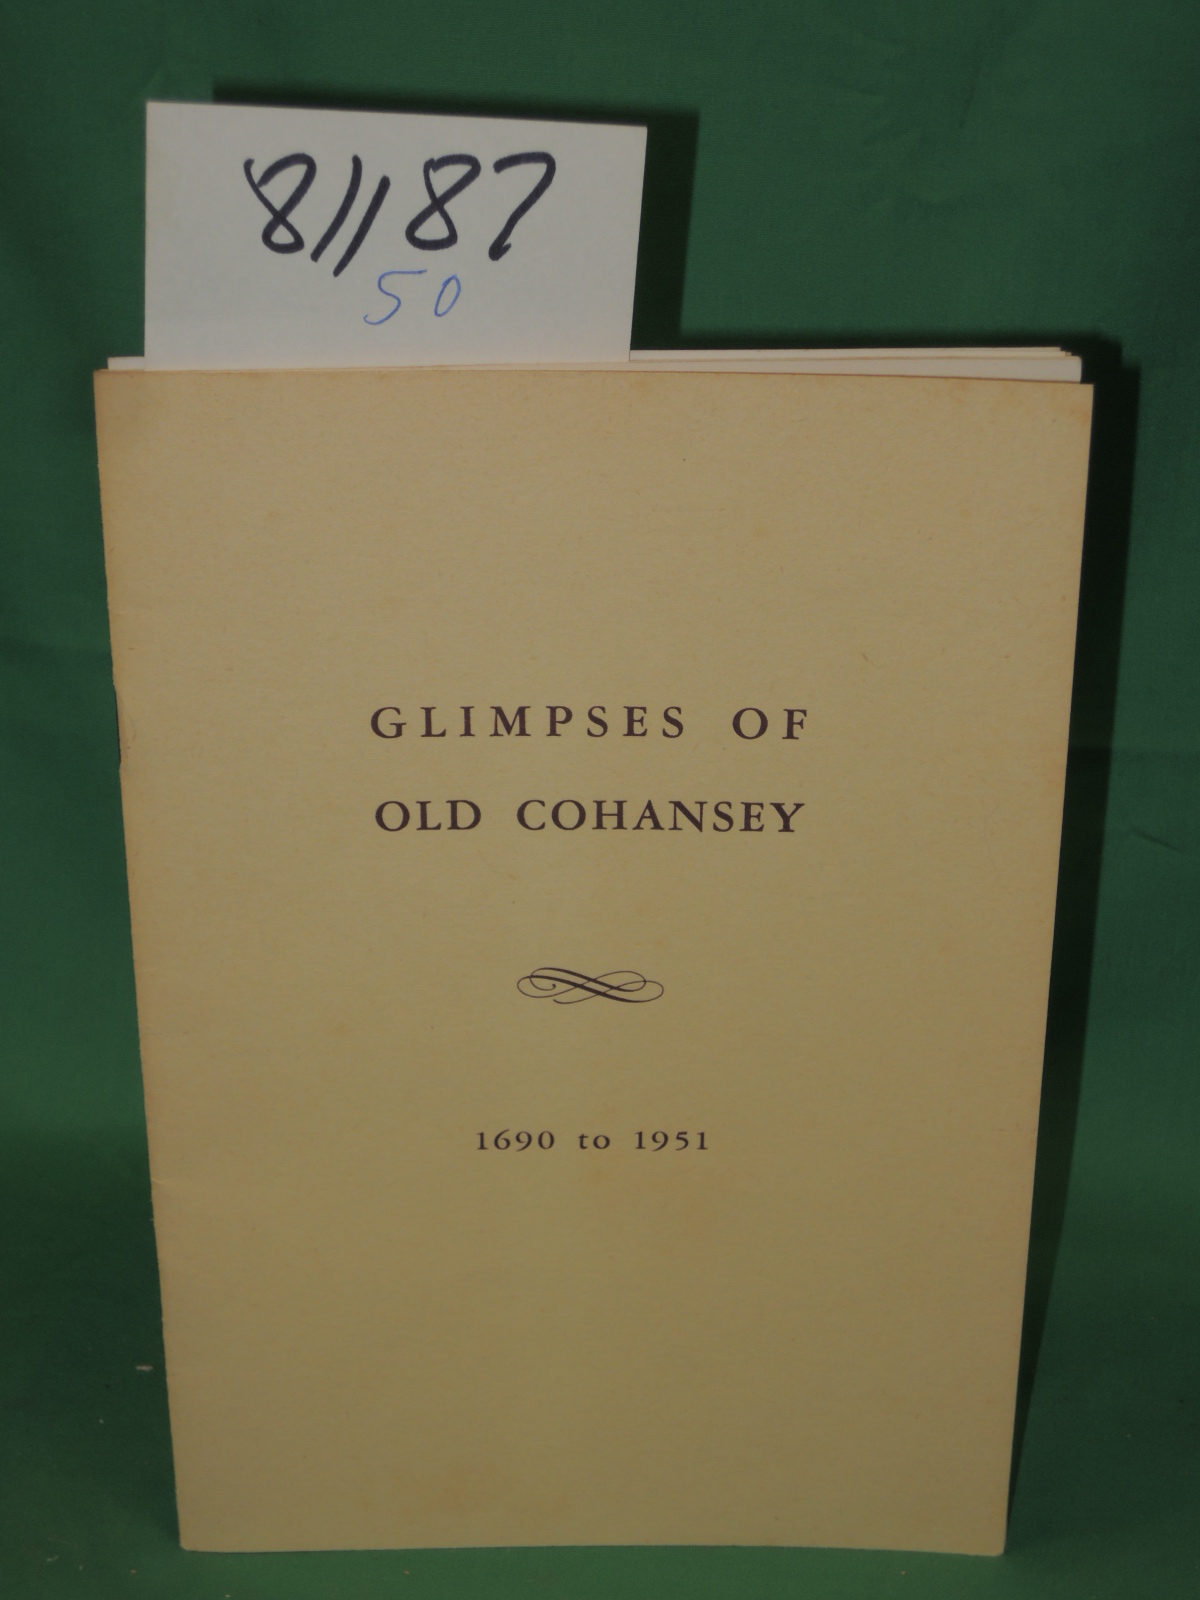 81187
50
GLIMPSES OF
OLD COHANSEY
1690 to 1951